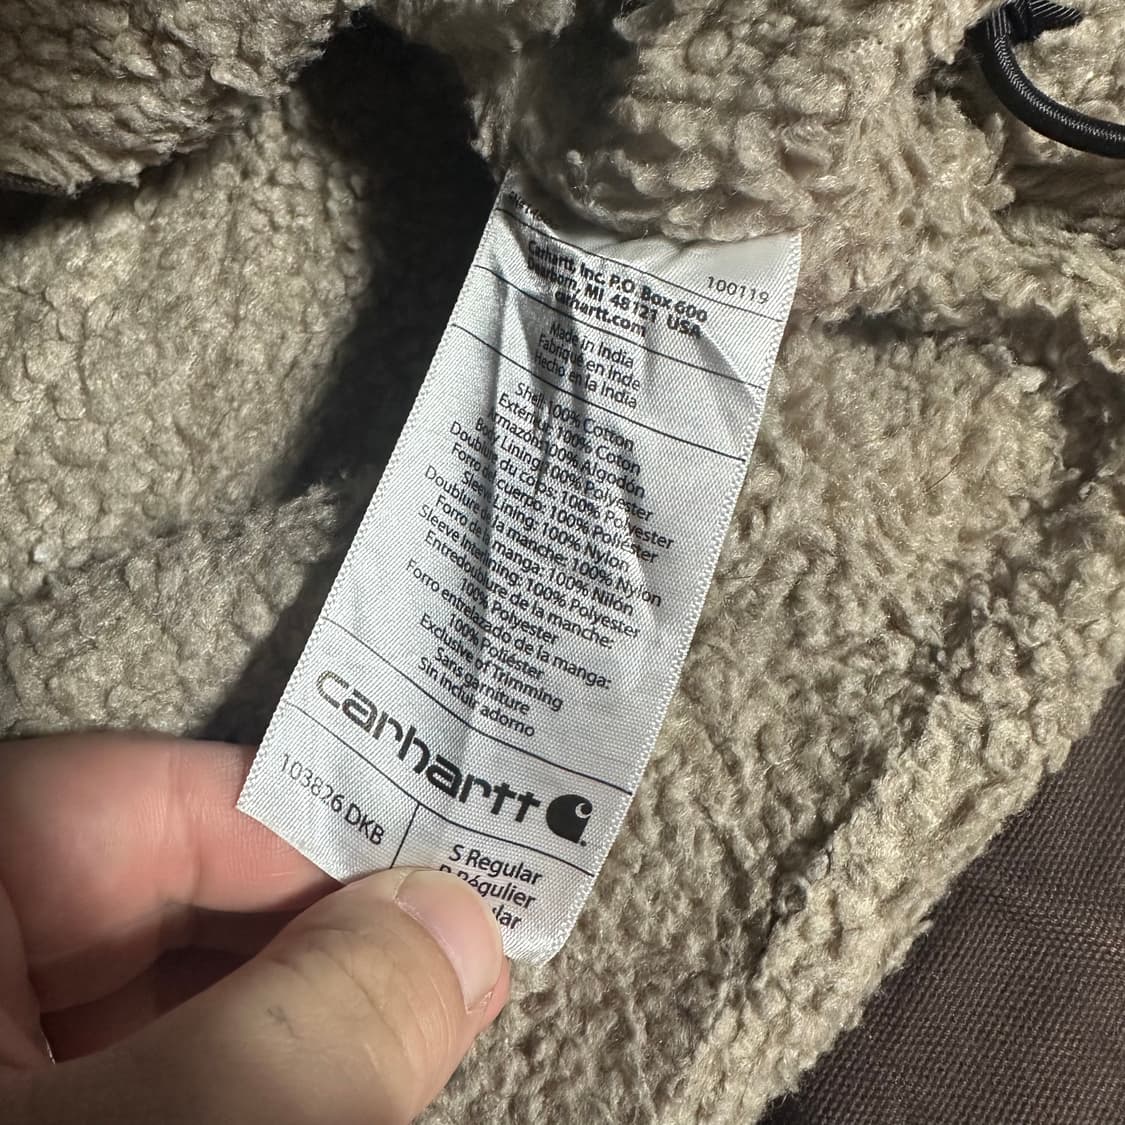 100119
Carhartt, Inc. P.O. Box 600
MI 48121 USA
carhartt.com
Made in India
Fabriqué en Inde
Hecho en la India
Shell: 100% Cotton
Extérieur: 100% Coton
Armazón: 100% Algodón
Body Lining: 100% Polyester
Doublure du corps: 100% Polyester
Forro de cuerpo: 100% Poliéster
Sleeve Lining: 100% Nylon
Doublure de la manche: 100% Nylon
Forro de la manga: 100% Nilón
Sleeve Interlining: 100% Polyester
Entredoublure de la manche:
100% Polyester
Forro entrelazado de la manga:
100% Poliéster
Exclusive of Trimming
Sans garniture
Sin incluir adorno
carhartt
103826 DKB
S Regular
P Régulier
lar